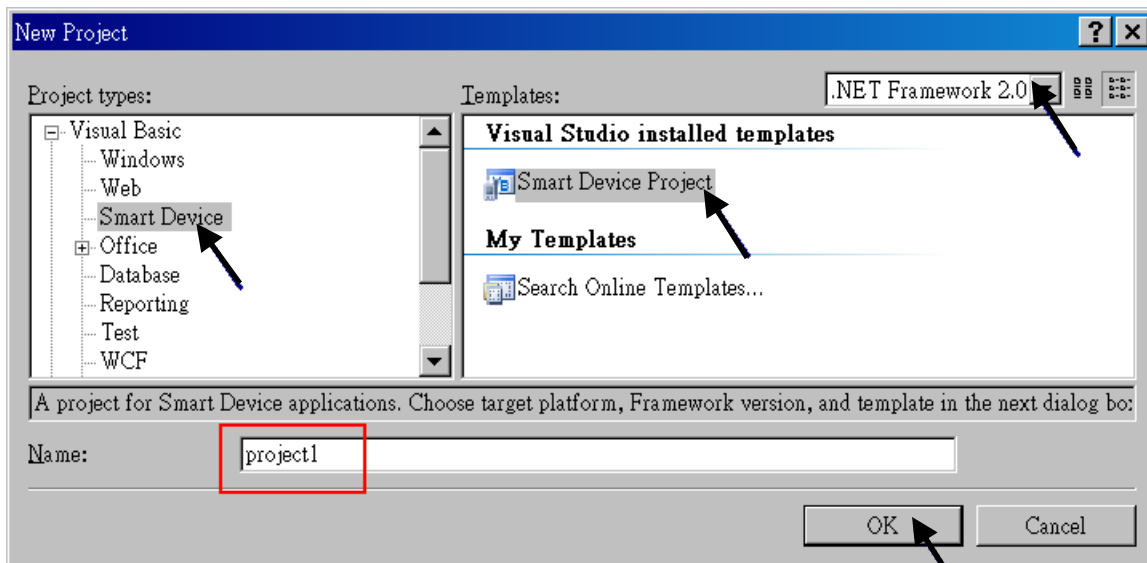 New Project
Project types:
Templates:
.NET Framework 2.0
Visual Basic
Windows
Web
Smart Device
Office
Database
Reporting
Test
WCF
Visual Studio installed templates
Smart Device Project
My Templates
Search Online Templates...
A project for Smart Device applications. Choose target platform, Framework version, and template in the next dialog bo:
Name:
project1
OK
Cancel